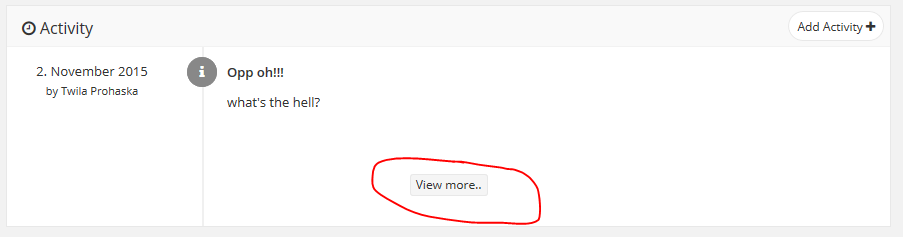 Activity
Add Activity
2. November 2015
by Twila Prohaska
Opp oh!!!
what's the hell?
View more..